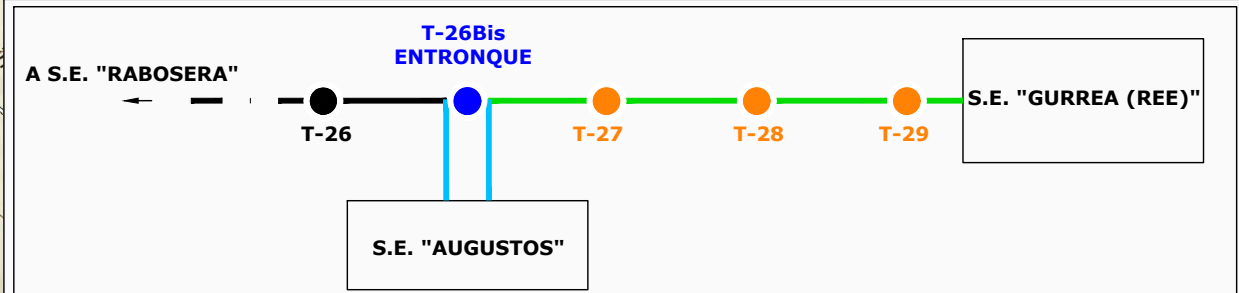 T-26Bis
ENTRONQUE
A S.E. "RABOSERA"
S.E. "GURREA (REE)"
T-26
T-27
T-28
T-29
S.E. "AUGUSTOS"